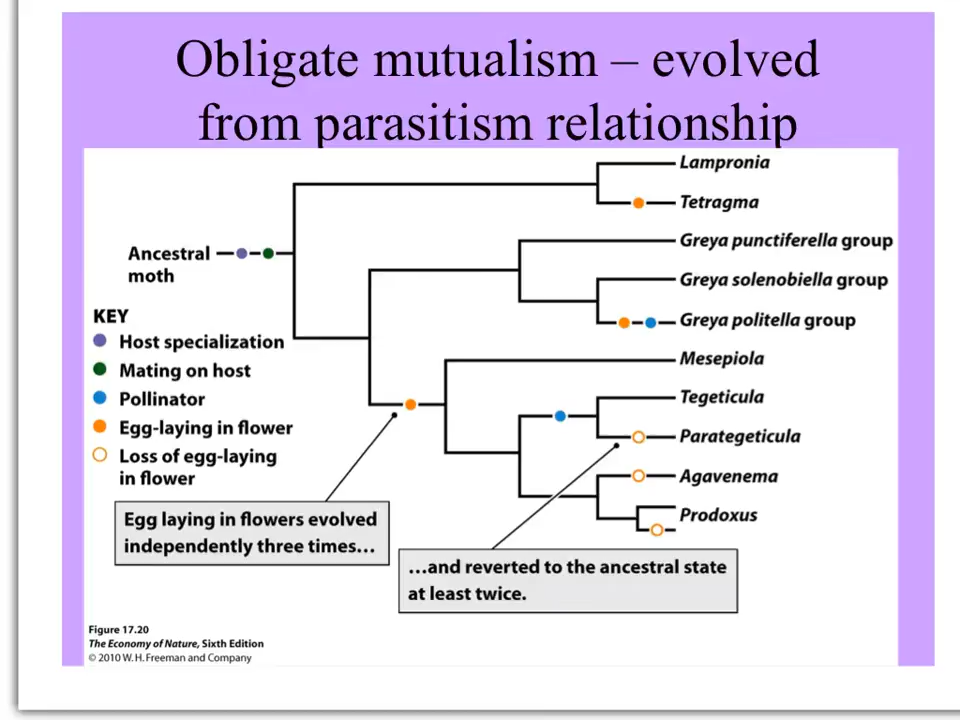 Obligate mutualism – evolved
from parasitism relationship
Lampronia
Tetragma
Greya punctiferella group
Ancestral
moth
Greya solenobiella group
Greya politella group
KEY
Host specialization
Mating on host
Pollinator
Egg-laying in flower
Loss of egg-laying
in flower
Mesepiola
Tegeticula
Parategeticula
Agavenema
Prodoxus
Egg laying in flowers evolved
independently three times…
…and reverted to the ancestral state
at least twice.
Figure 17.20
The Economy of Nature, Sixth Edition
© 2010 W. H. Freeman and Company